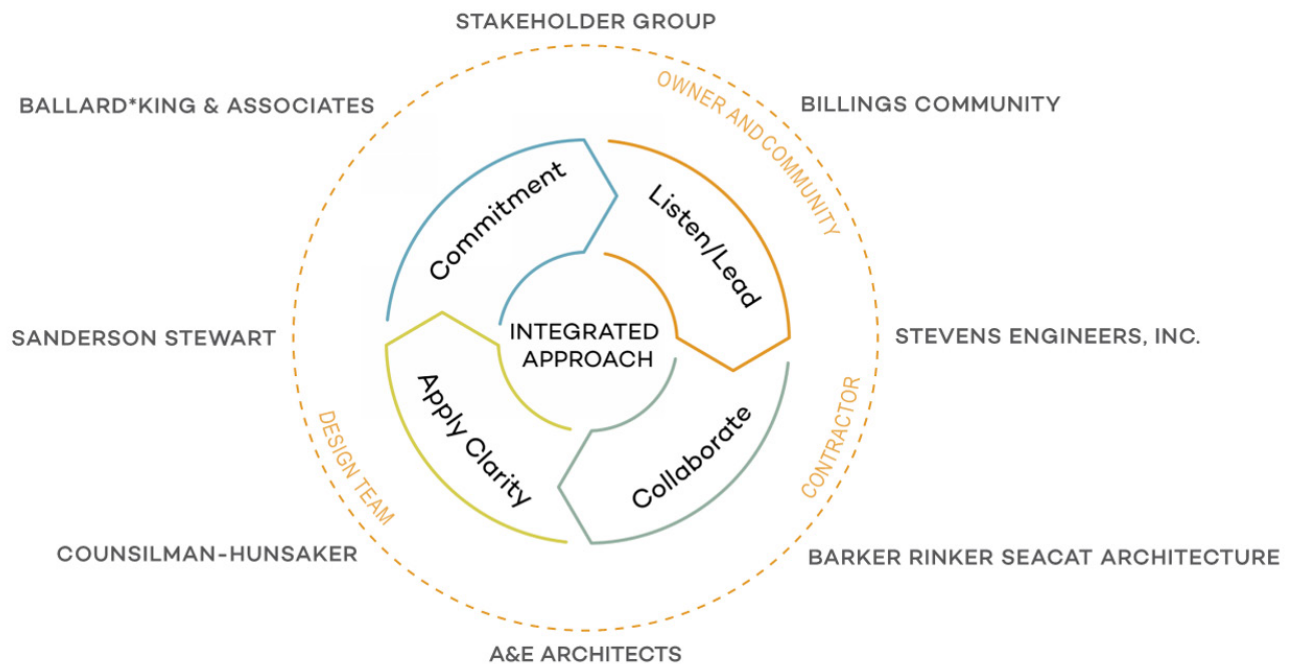 STAKEHOLDER GROUP
BALLARD*KING & ASSOCIATES
OWNER AND COMMUNITY
BILLINGS COMMUNITY
Commitment
Listen/Lead
SANDERSON STEWART
INTEGRATED
APPROACH
STEVENS ENGINEERS, INC.
Apply Clarity
Collaborate
DESIGN TEAM
CONTRACTOR
COUNSILMAN-HUNSAKER
BARKER RINKER SEACAT ARCHITECTURE
A&E ARCHITECTS